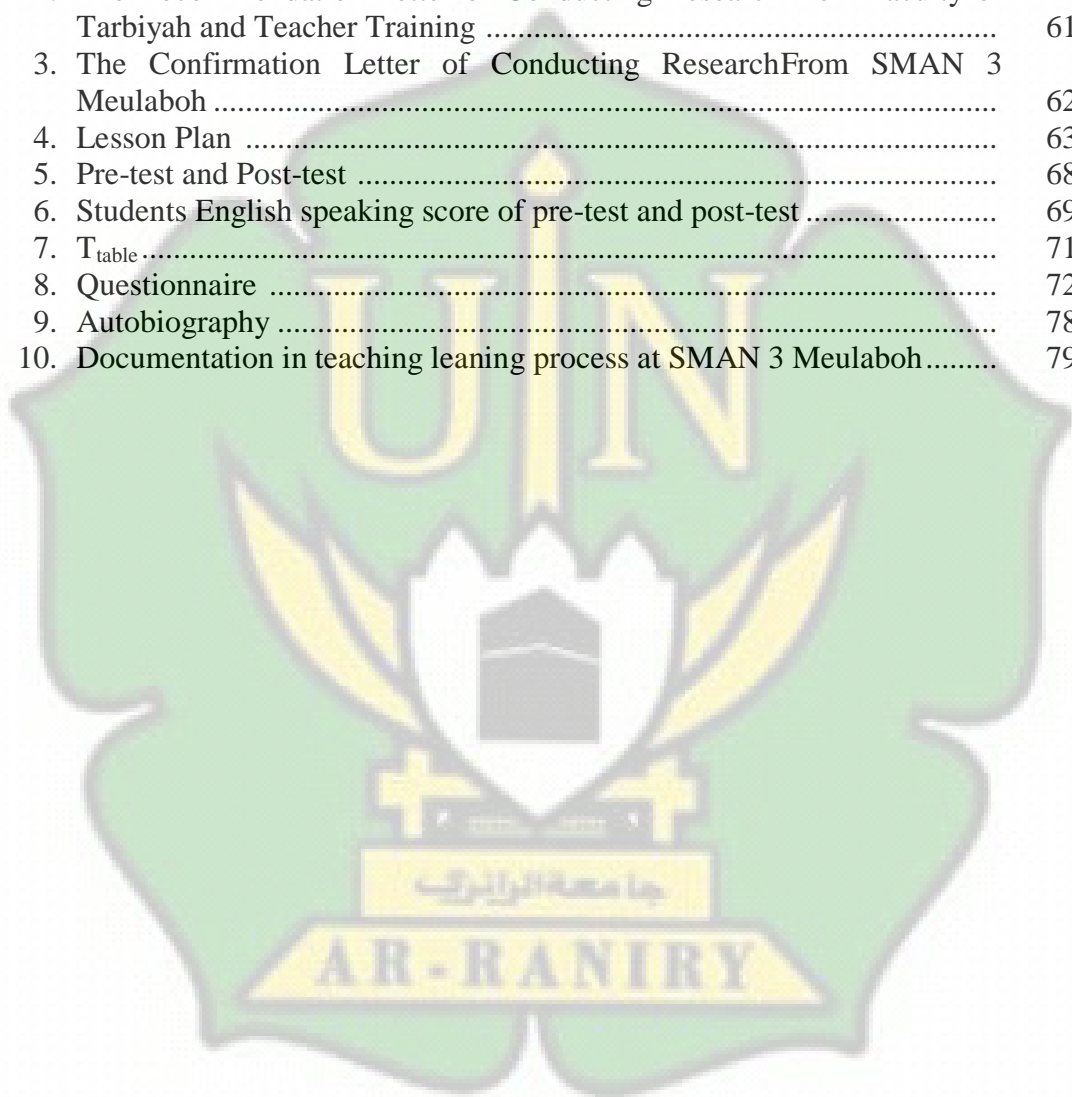 Tarbiyah and Teacher Training ................................................................ 61
3. The Confirmation Letter of Conducting ResearchFrom SMAN 3
Meulaboh .................................................................................................. 62
4. Lesson Plan .............................................................................................. 63
5. Pre-test and Post-test ................................................................................ 68
6. Students English speaking score of pre-test and post-test ........................ 69
7. Ttable ........................................................................................................... 71
8. Questionnaire ........................................................................................... 72
9. Autobiography .......................................................................................... 78
10. Documentation in teaching leaning process at SMAN 3 Meulaboh ......... 79
UIN
جامعة الرانري
AR-RANIRY